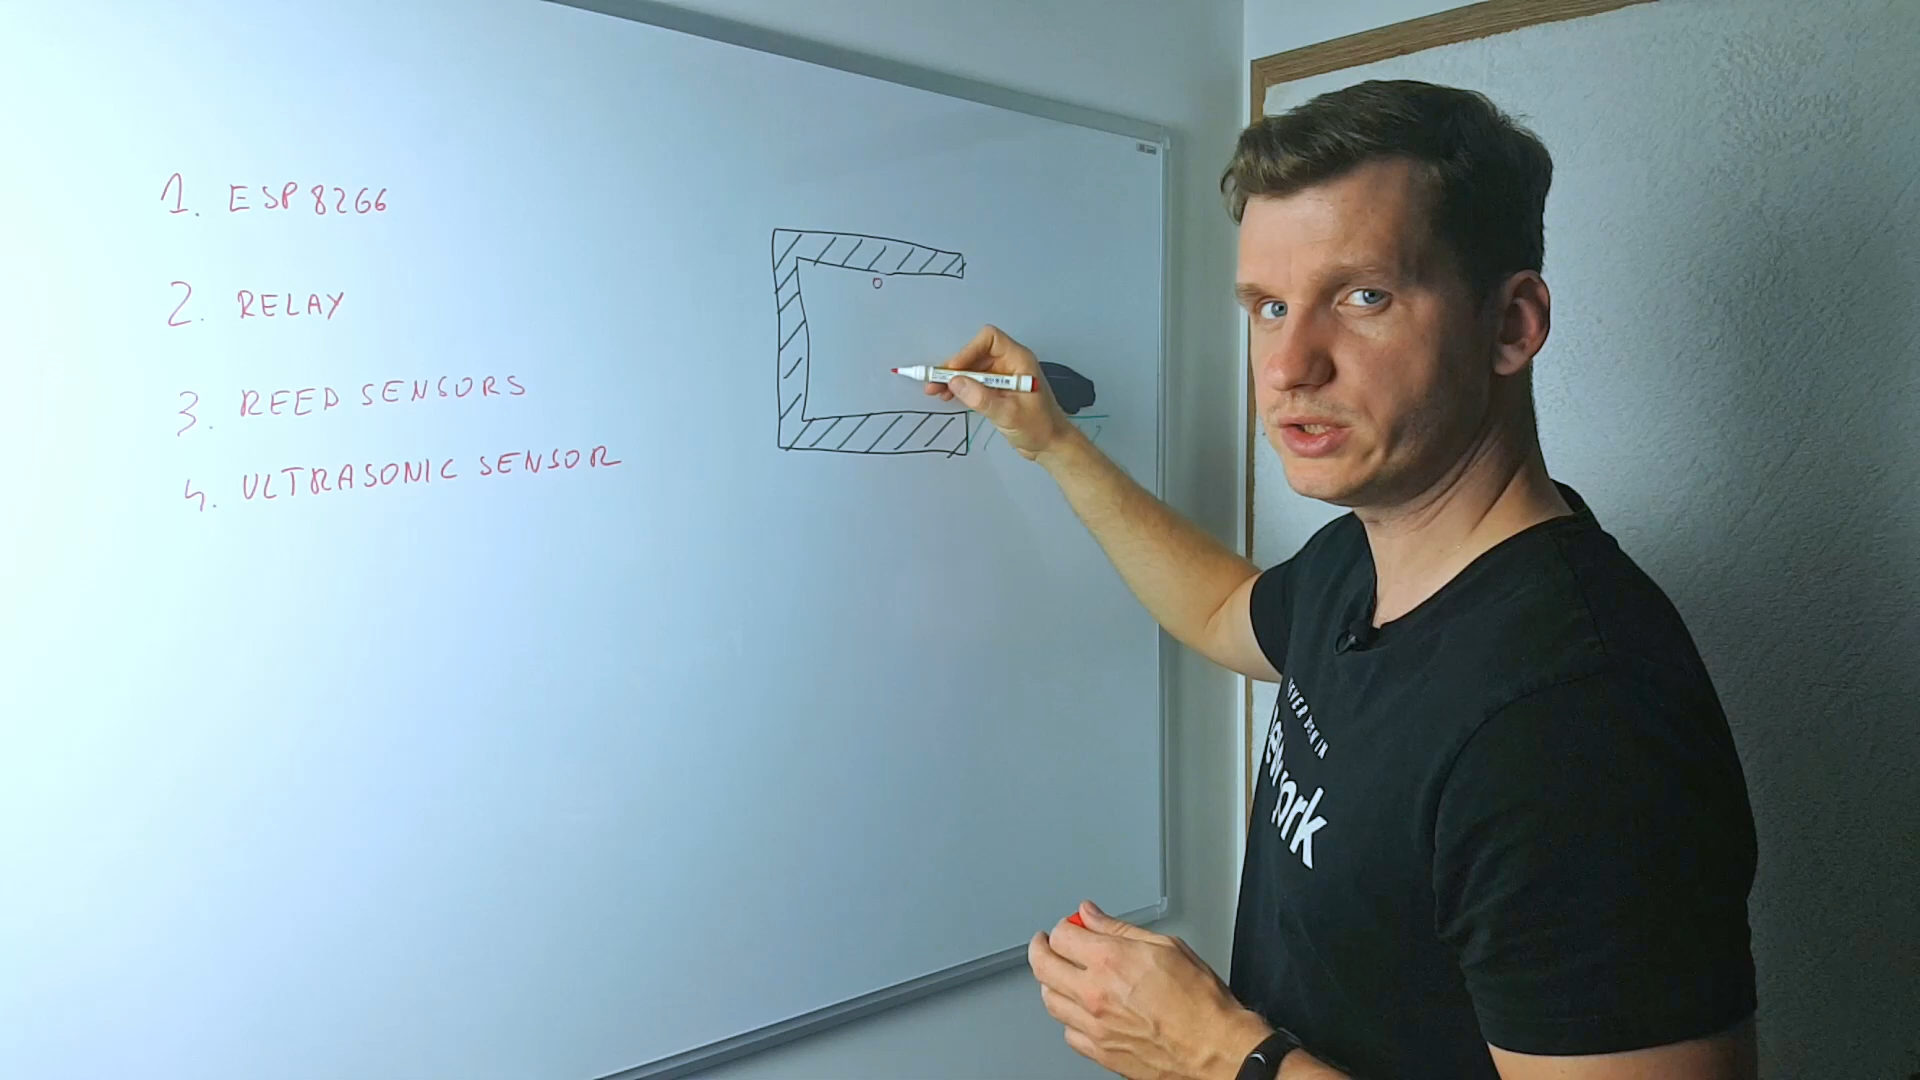 1. ESP8266
2. RELAY
3. REED SENSORS
4. ULTRASONIC SENSOR